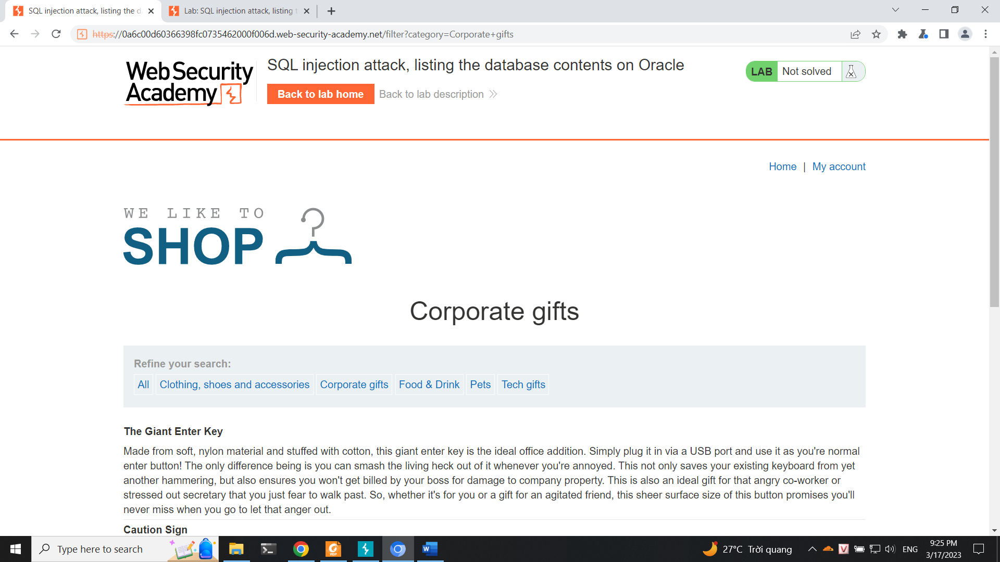 SQL injection attack, listing the d
Lab: SQL injection attack, listing t
https://0a6c00d60366398fc0735462000f006d.web-security-academy.net/filter?category=Corporate+gifts
Web Security
Academy
SQL injection attack, listing the database contents on Oracle
Back to lab home
Back to lab description
LAB
Not solved
Home | My account
WE LIKE TO
SHOP
Corporate gifts
Refine your search:
All
Clothing, shoes and accessories
Corporate gifts
Food & Drink
Pets
Tech gifts
The Giant Enter Key
Made from soft, nylon material and stuffed with cotton, this giant enter key is the ideal office addition. Simply plug it in via a USB port and use it as you're normal
enter button! The only difference being is you can smash the living heck out of it whenever you're annoyed. This not only saves your existing keyboard from yet
another hammering, but also ensures you won't get billed by your boss for damage to company property. This is also an ideal gift for that angry co-worker or
stressed out secretary that you just fear to walk past. So, whether it's for you or a gift for an agitated friend, this sheer surface size of this button promises you'll
never miss when you go to let that anger out.
Caution Sign
Type here to search
PDF
W
27°C Trời quang
V
ENG
9:25 PM
3/17/2023